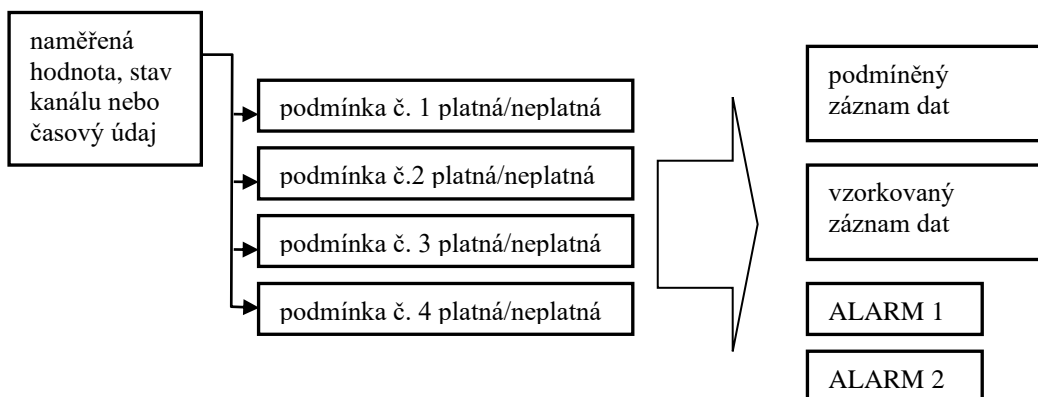 naměřená
hodnota, stav
kanálu nebo
časový údaj
podmínka č. 1 platná/neplatná
podmínka č.2 platná/neplatná
podmínka č. 3 platná/neplatná
podmínka č. 4 platná/neplatná
podmíněný
záznam dat
vzorkovaný
záznam dat
ALARM 1
ALARM 2